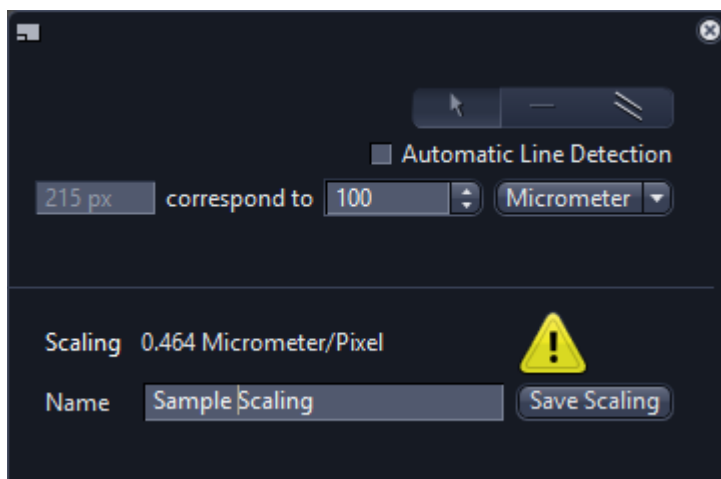 Automatic Line Detection
215 px correspond to 100 Micrometer
Scaling 0.464 Micrometer/Pixel
Name Sample Scaling Save Scaling